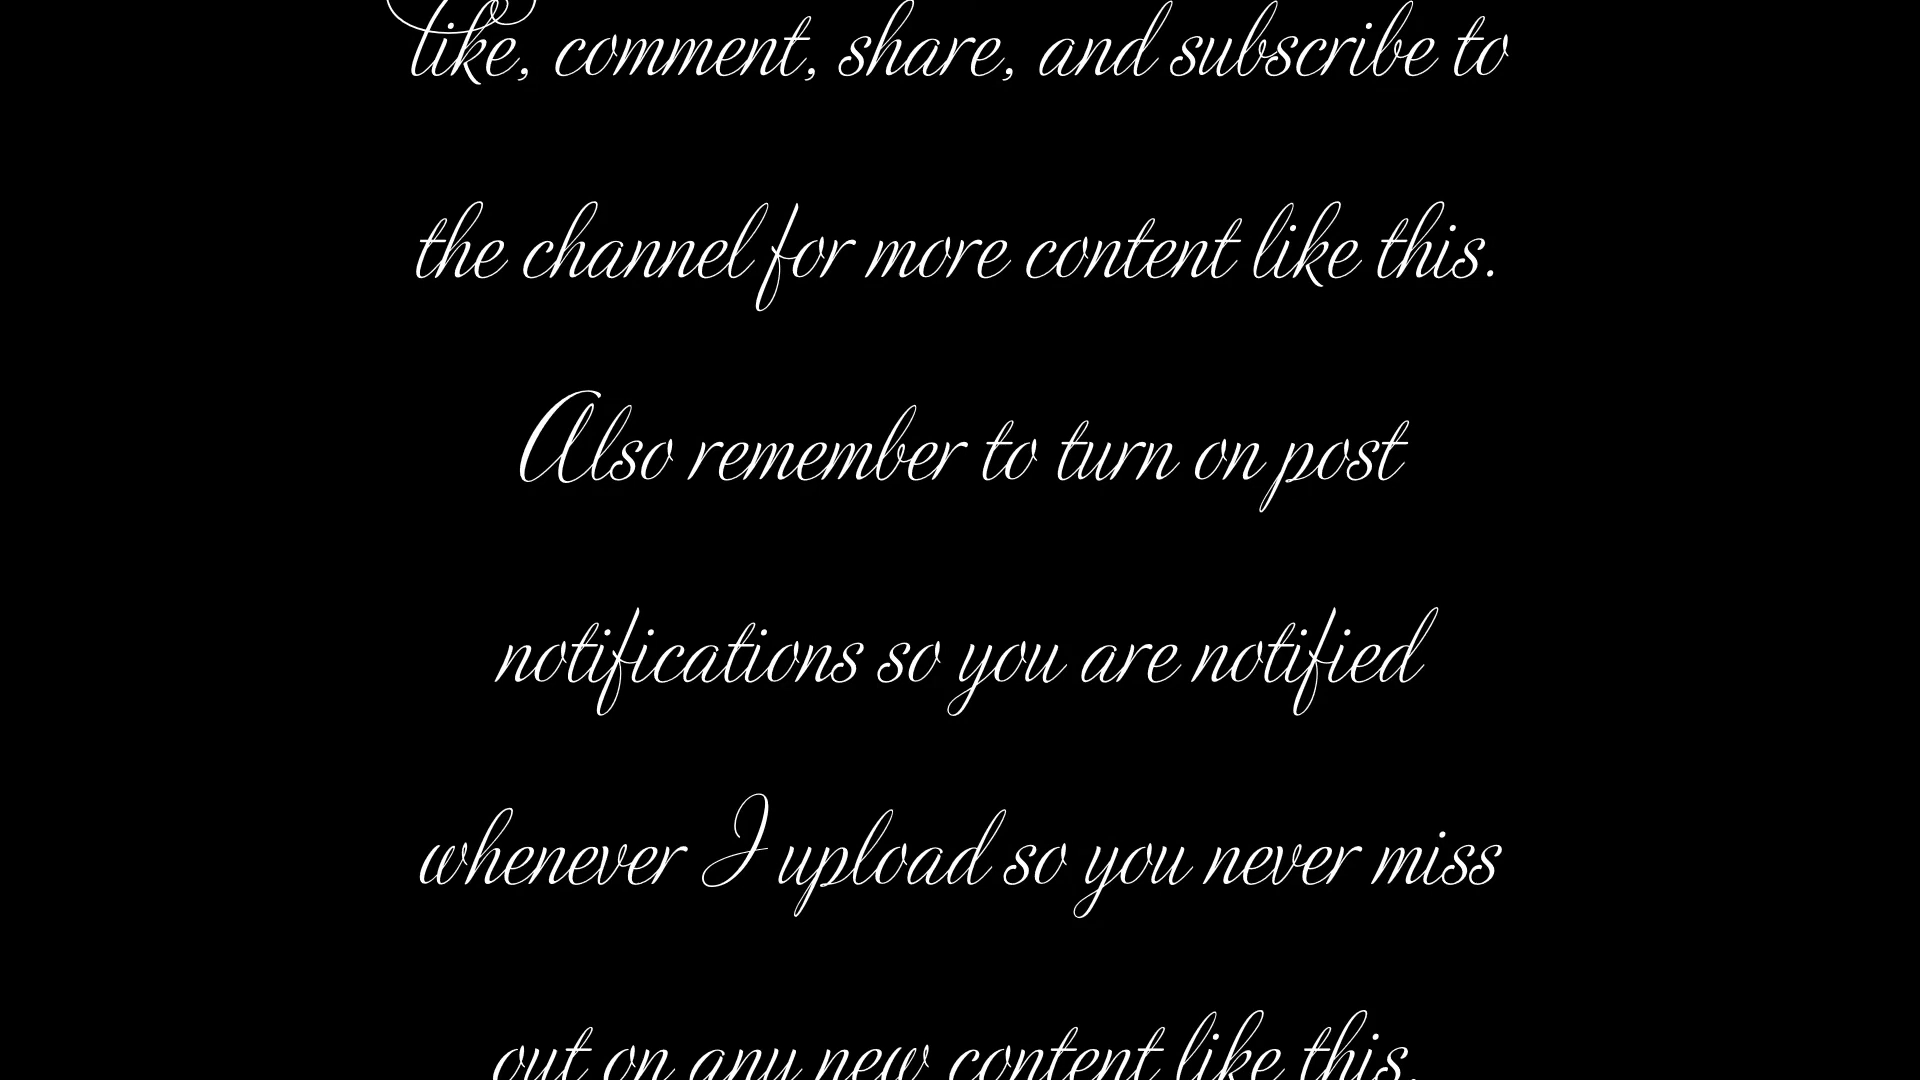 like, comment, share, and subscribe to
the channel for more content like this.
Also remember to turn on post
notifications so you are notified
whenever I upload so you never miss
out on any new content like this.